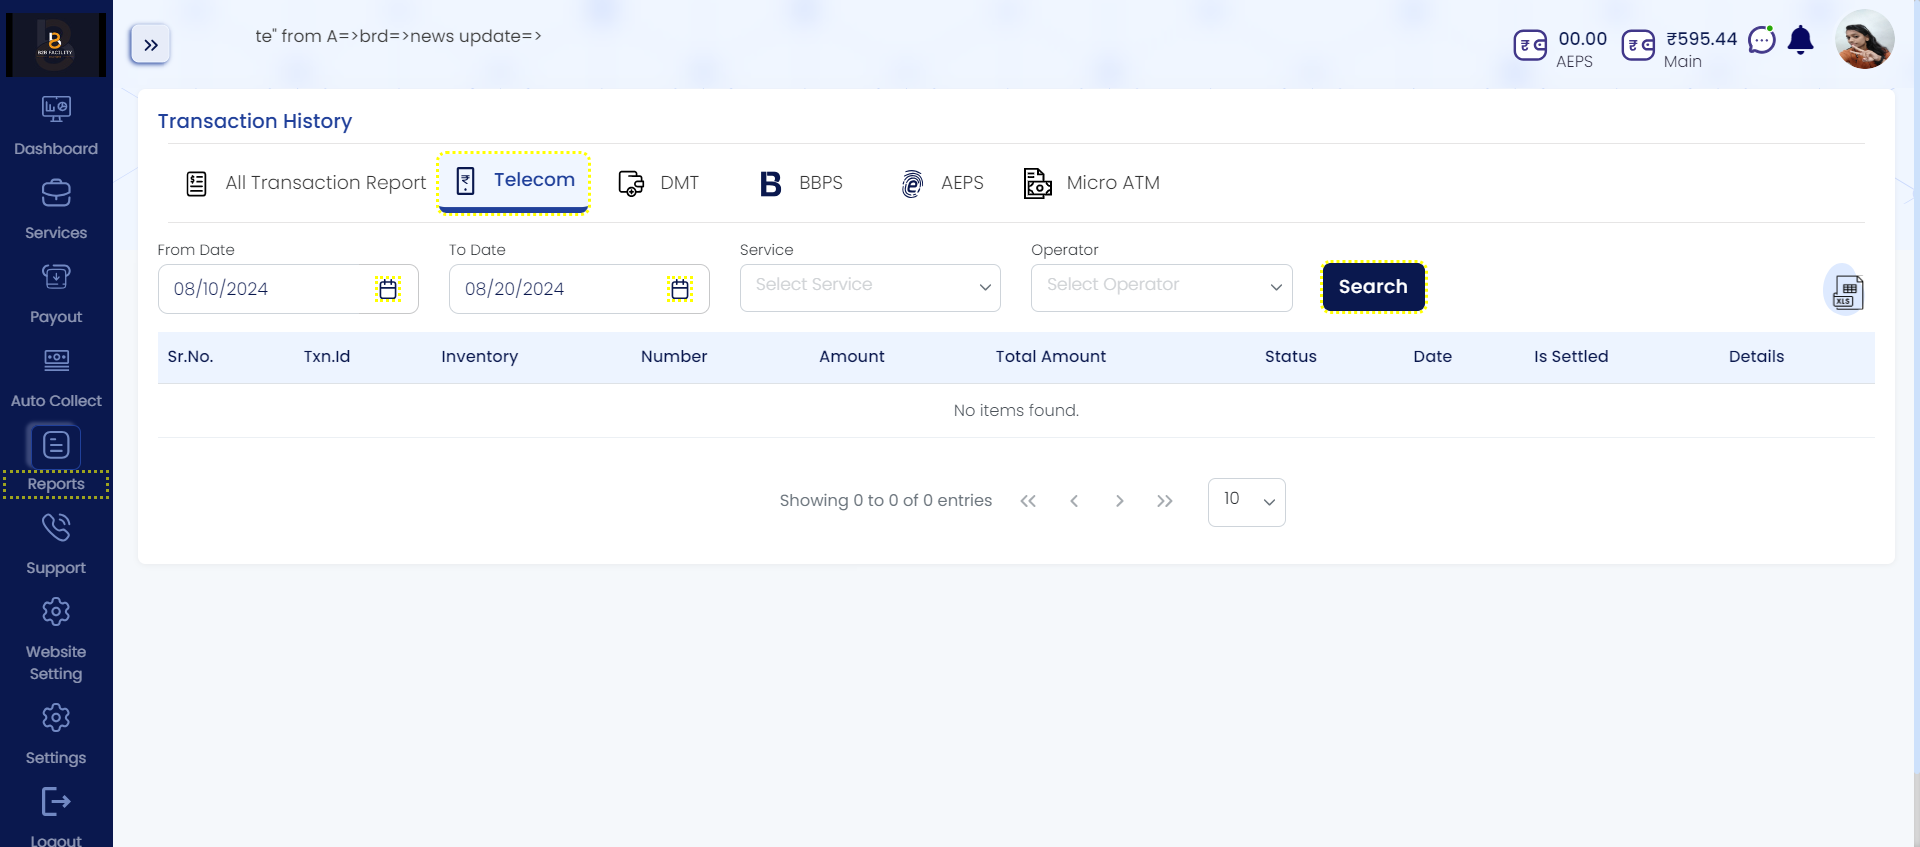 B2B FACILITY
te" from A=>brd=>news update=>
₹ 00.00
AEPS
₹ ₹595.44
Main
Dashboard
Services
Payout
Auto Collect
Reports
Support
Website
Setting
Settings
Logout
Transaction History
All Transaction Report
Telecom
DMT
BBPS
AEPS
Micro ATM
From Date
To Date
Service
Operator
08/10/2024
08/20/2024
Select Service
Select Operator
Search
XLS
Sr.No. Txn.Id Inventory Number Amount Total Amount Status Date Is Settled Details
No items found.
Showing 0 to 0 of 0 entries
10